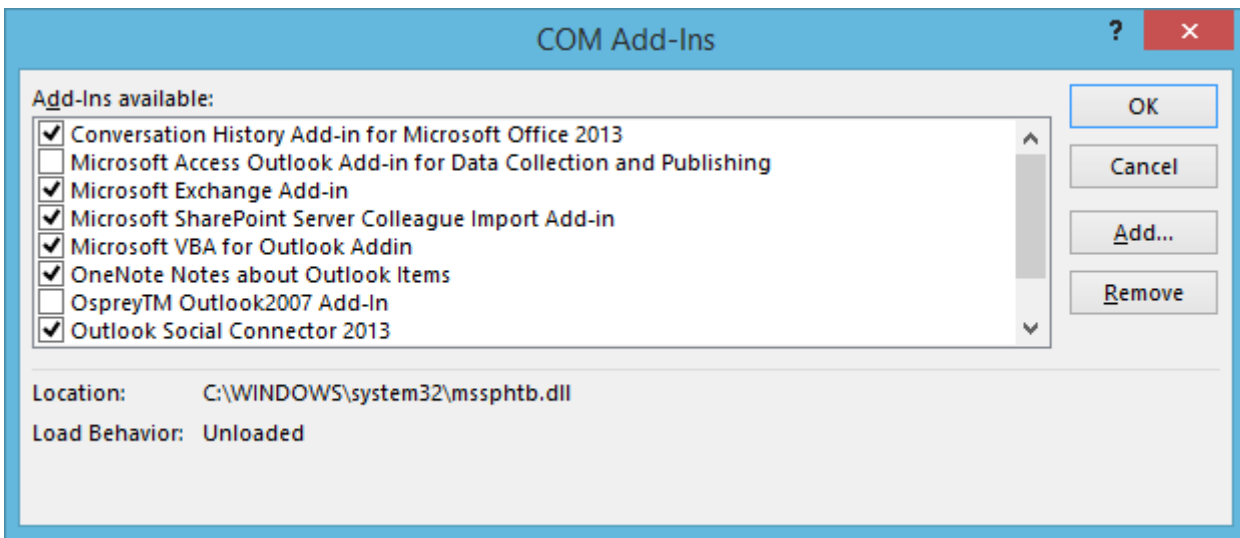 COM Add-Ins
?
Add-Ins available:
Conversation History Add-in for Microsoft Office 2013
Microsoft Access Outlook Add-in for Data Collection and Publishing
Microsoft Exchange Add-in
Microsoft SharePoint Server Colleague Import Add-in
Microsoft VBA for Outlook Addin
OneNote Notes about Outlook Items
OspreyTM Outlook2007 Add-In
Outlook Social Connector 2013
OK
Cancel
Add...
Remove
Location: C:\WINDOWS\system32\mssphtb.dll
Load Behavior: Unloaded